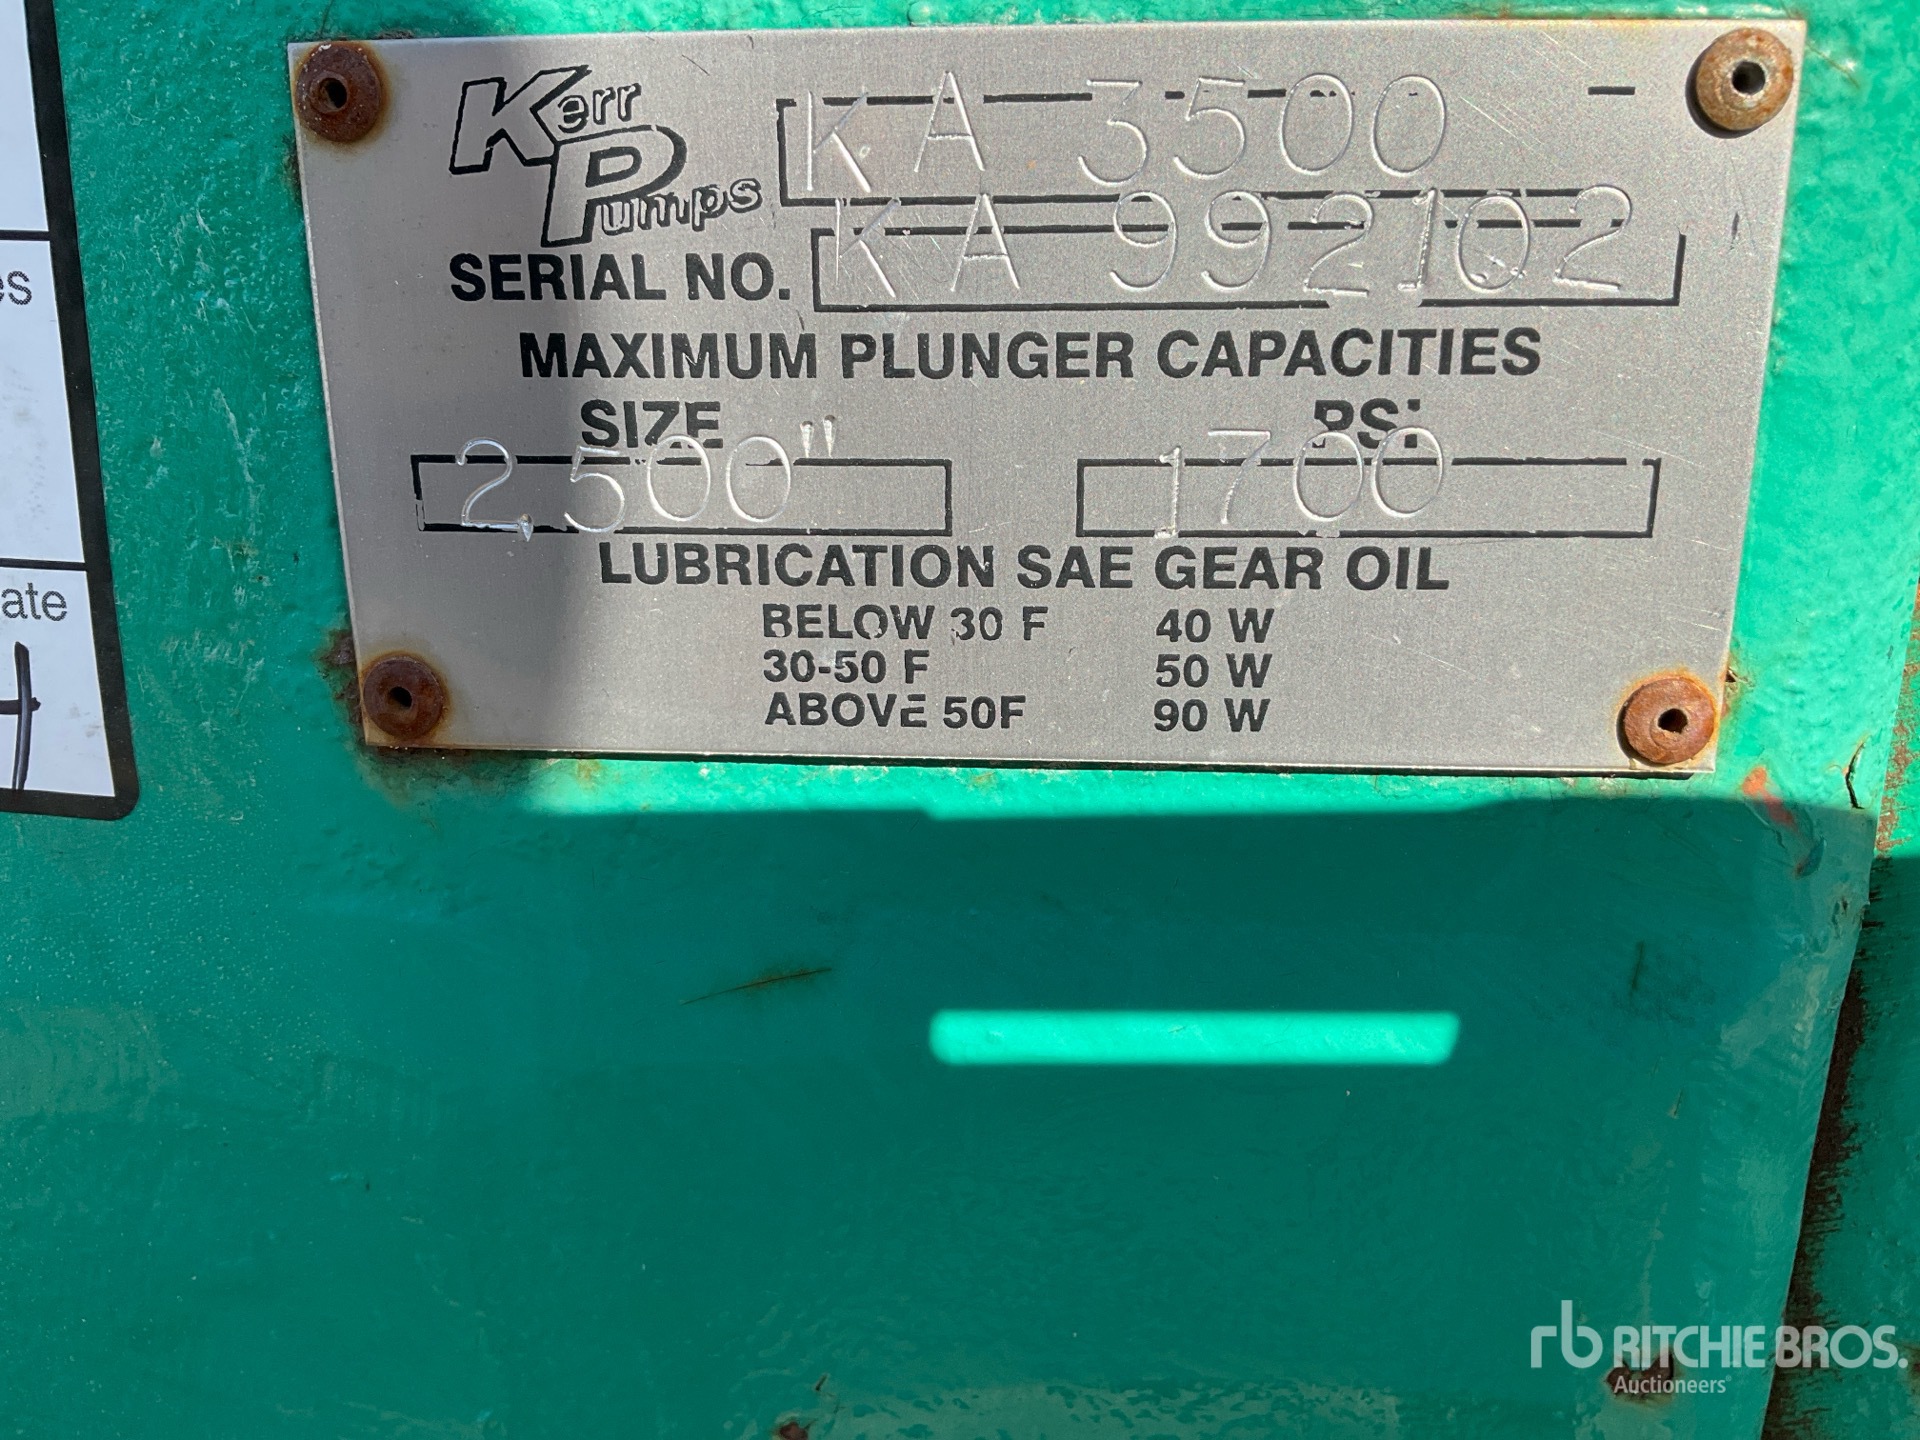 Kerr Pumps
KA 3500
SERIAL NO. KA 992102
MAXIMUM PLUNGER CAPACITIES
SIZE PSI
2.500" 1700
LUBRICATION SAE GEAR OIL
BELOW 30 F 40 W
30-50 F 50 W
ABOVE 50F 90 W
es
ate
rb RITCHIE BROS.
Auctioneers